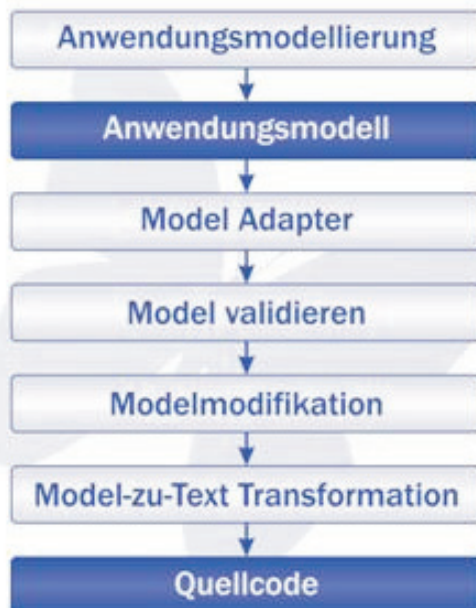 Anwendungsmodellierung
Anwendungsmodell
Model Adapter
Model validieren
Modelmodifikation
Model-zu-Text Transformation
Quellcode